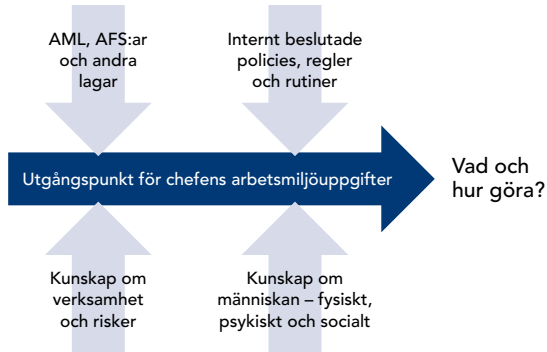 AML, AFS:ar
och andra
lagar
Internt beslutade
policies, regler
och rutiner
Utgångspunkt för chefens arbetsmiljöuppgifter
Vad och
hur göra?
Kunskap om
verksamhet
och risker
Kunskap om
människan – fysiskt,
psykiskt och socialt